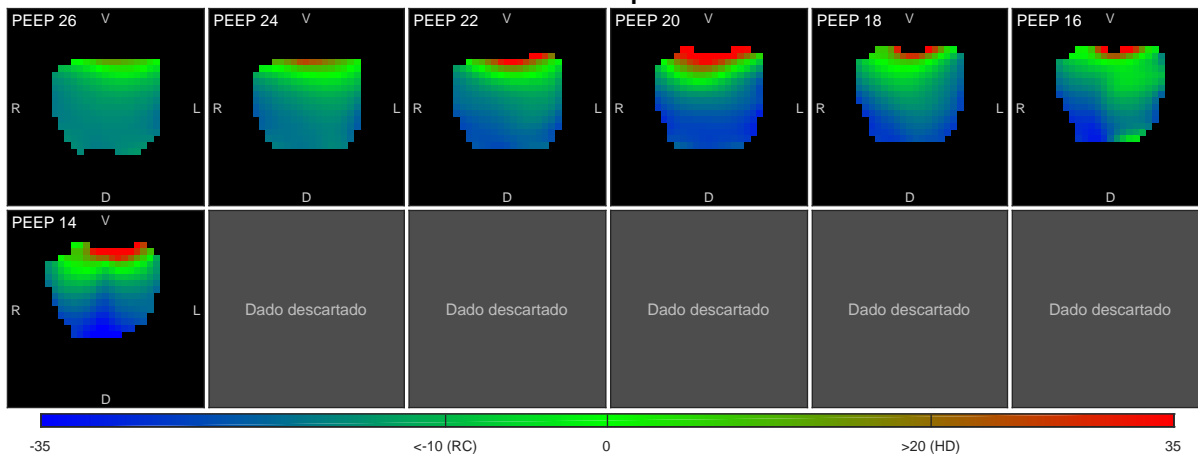 PEEP 26 V
R L
D
PEEP 24 V
R L
D
PEEP 22 V
R L
D
PEEP 20 V
R L
D
PEEP 18 V
R L
D
PEEP 16 V
R L
D
PEEP 14 V
R L
D
Dado descartado
Dado descartado
Dado descartado
Dado descartado
Dado descartado
-35 <-10 (RC) 0 >20 (HD) 35